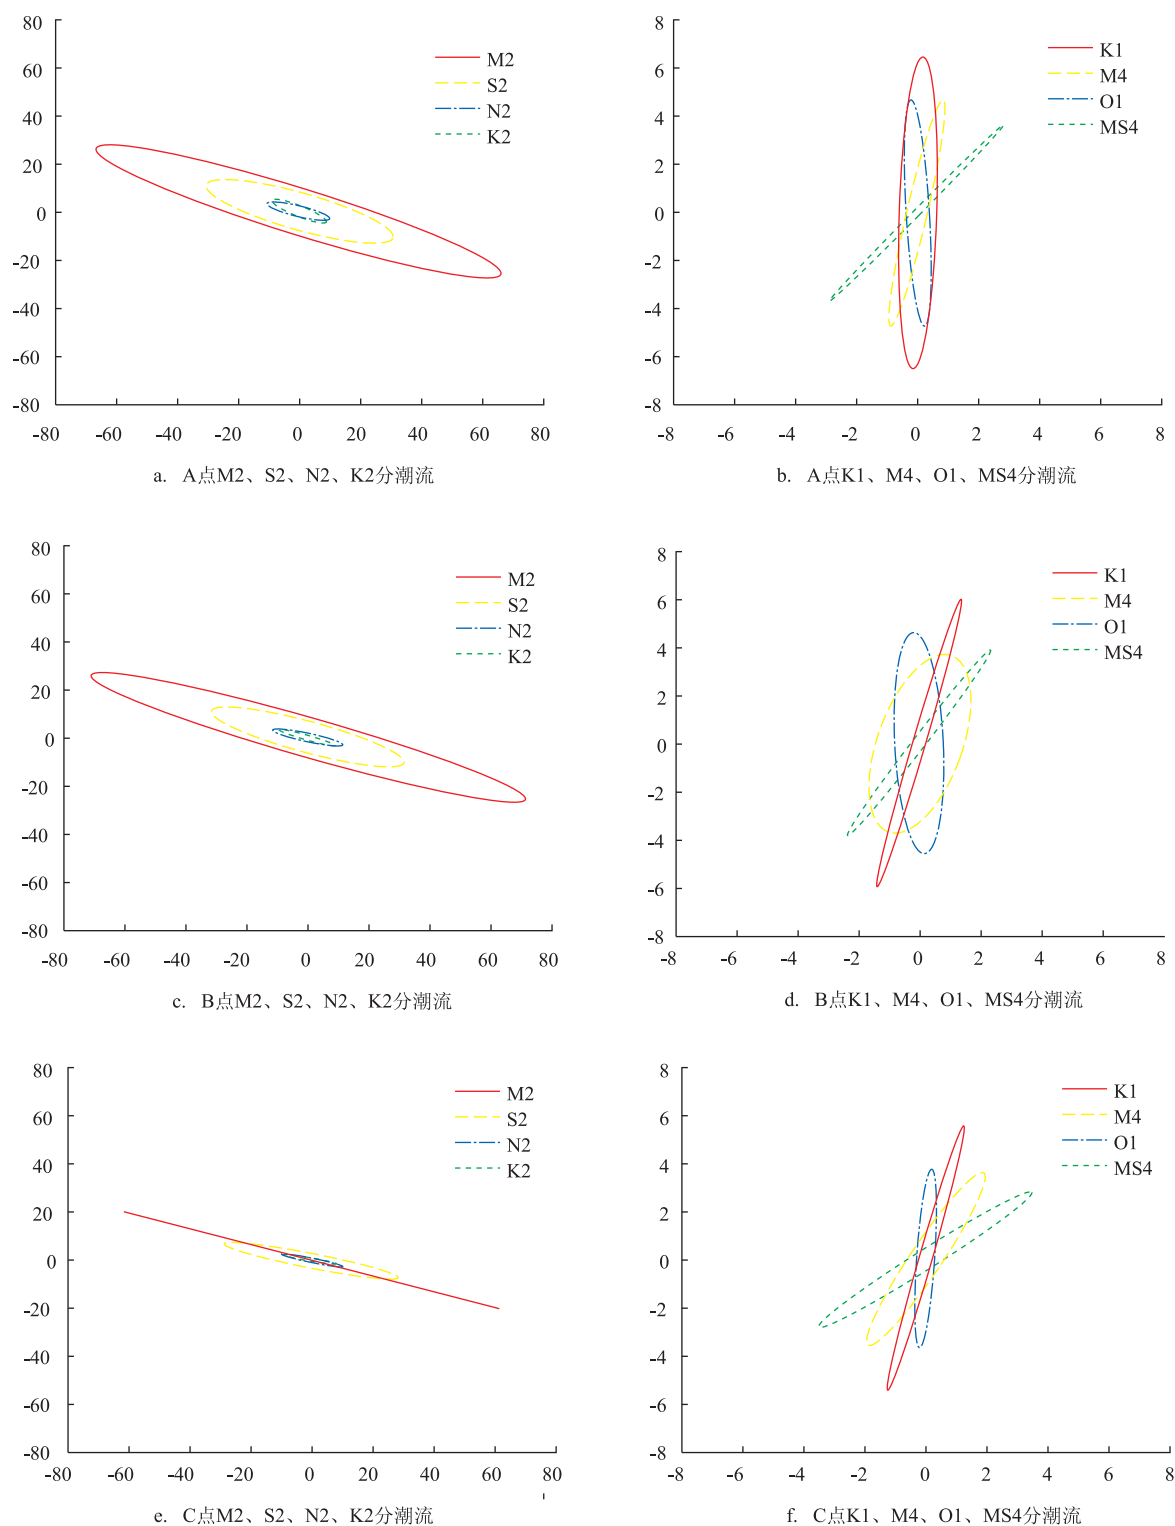 80
60
40
20
0
-20
-40
-60
-80
-80 -60 -40 -20 0 20 40 60 80
M2
S2
N2
K2
a. A点M2、S2、N2、K2分潮流
8
6
4
2
0
-2
-4
-6
-8
-8 -6 -4 -2 0 2 4 6 8
K1
M4
O1
MS4
b. A点K1、M4、O1、MS4分潮流
80
60
40
20
0
-20
-40
-60
-80
-80 -60 -40 -20 0 20 40 60 80
M2
S2
N2
K2
c. B点M2、S2、N2、K2分潮流
8
6
4
2
0
-2
-4
-6
-8
-8 -6 -4 -2 0 2 4 6 8
K1
M4
O1
MS4
d. B点K1、M4、O1、MS4分潮流
80
60
40
20
0
-20
-40
-60
-80
-80 -60 -40 -20 0 20 40 60 80
M2
S2
N2
K2
e. C点M2、S2、N2、K2分潮流
8
6
4
2
0
-2
-4
-6
-8
-8 -6 -4 -2 0 2 4 6 8
K1
M4
O1
MS4
f. C点K1、M4、O1、MS4分潮流